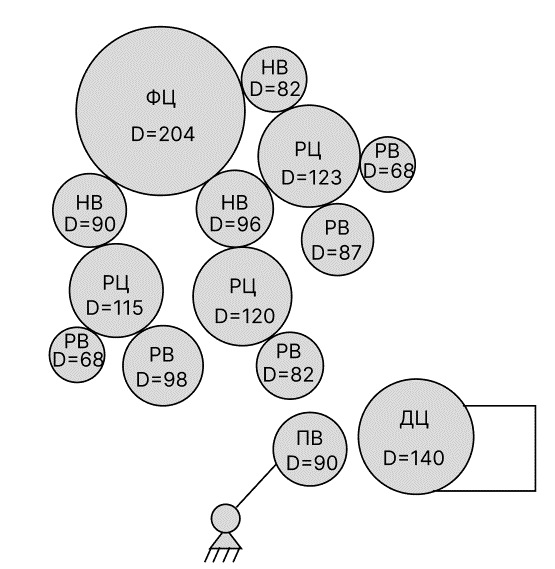 ФЦ
D=204
НВ
D=82
РЦ
D=123
РВ
D=68
НВ
D=90
НВ
D=96
РВ
D=87
РЦ
D=115
РЦ
D=120
РВ
D=68
РВ
D=98
РВ
D=82
ПВ
D=90
ДЦ
D=140